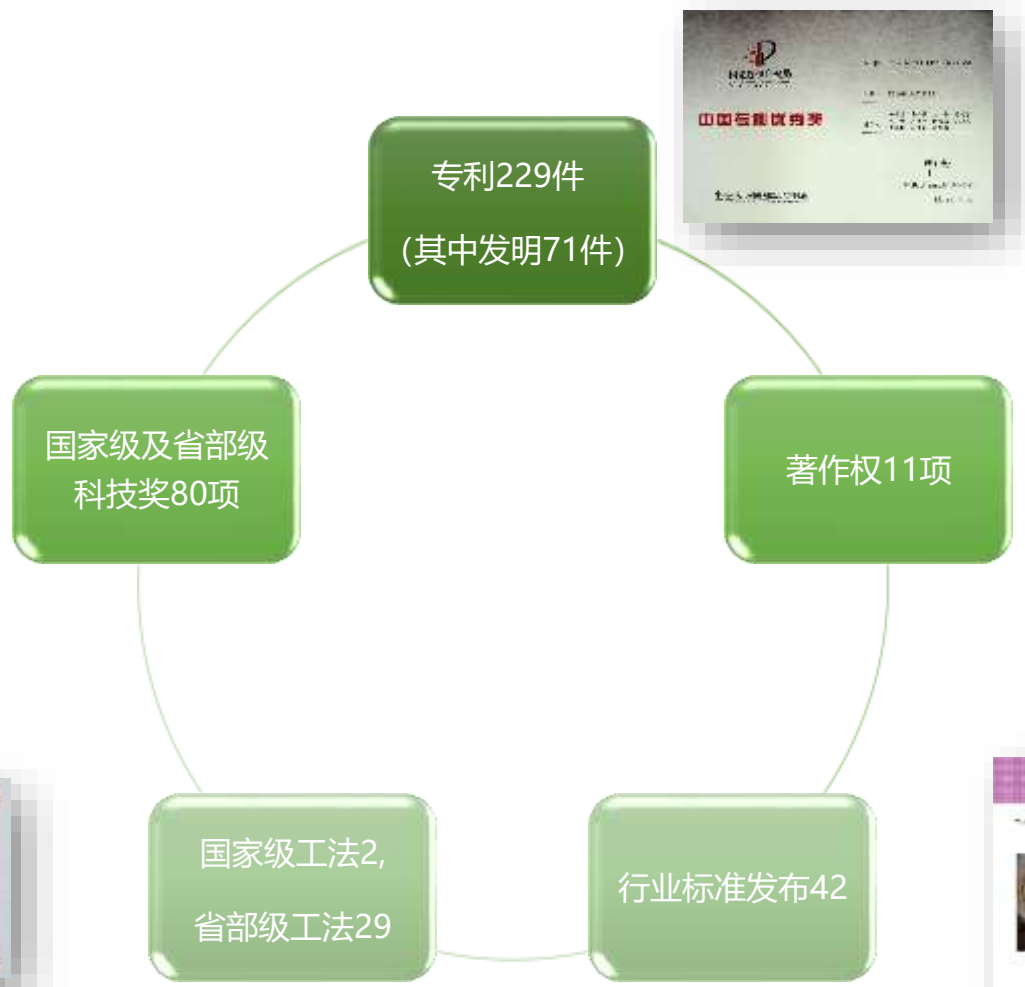 专利229件
(其中发明71件)
国家级及省部级
科技奖80项
著作权11项
国家级工法2,
省部级工法29
行业标准发布42
中国专利优秀奖